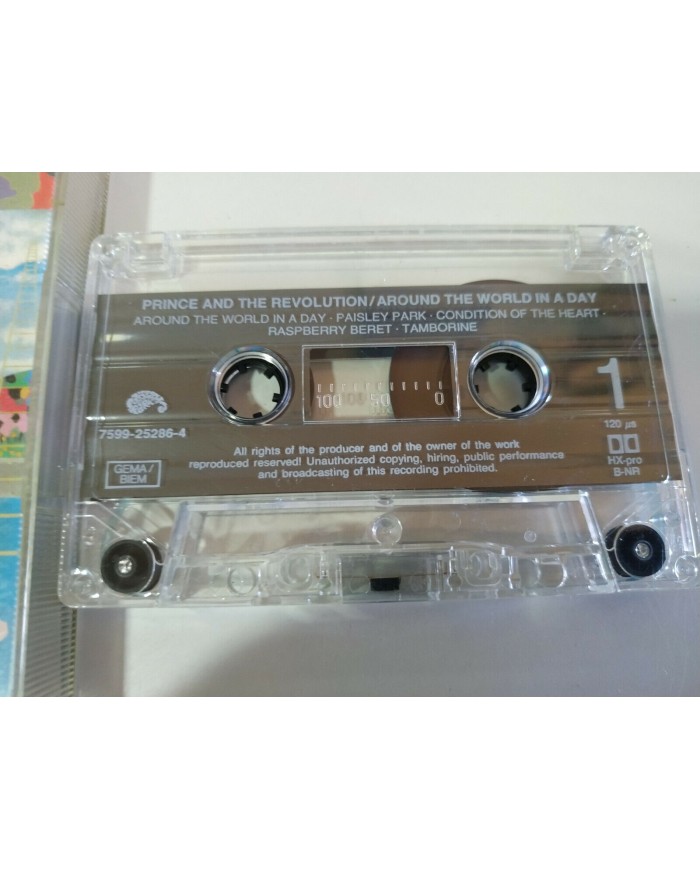 PRINCE AND THE REVOLUTION/AROUND THE WORLD IN A DAY
AROUND THE WORLD IN A DAY · PAISLEY PARK · CONDITION OF THE HEART ·
RASPBERRY BERET · TAMBORINE
100 50 0
1
7599-25286-4
120 µs
GEMA/
BIEM
All rights of the producer and of the owner of the work
reproduced reserved! Unauthorized copying, hiring, public performance
and broadcasting of this recording prohibited.
HX-pro
B-NR